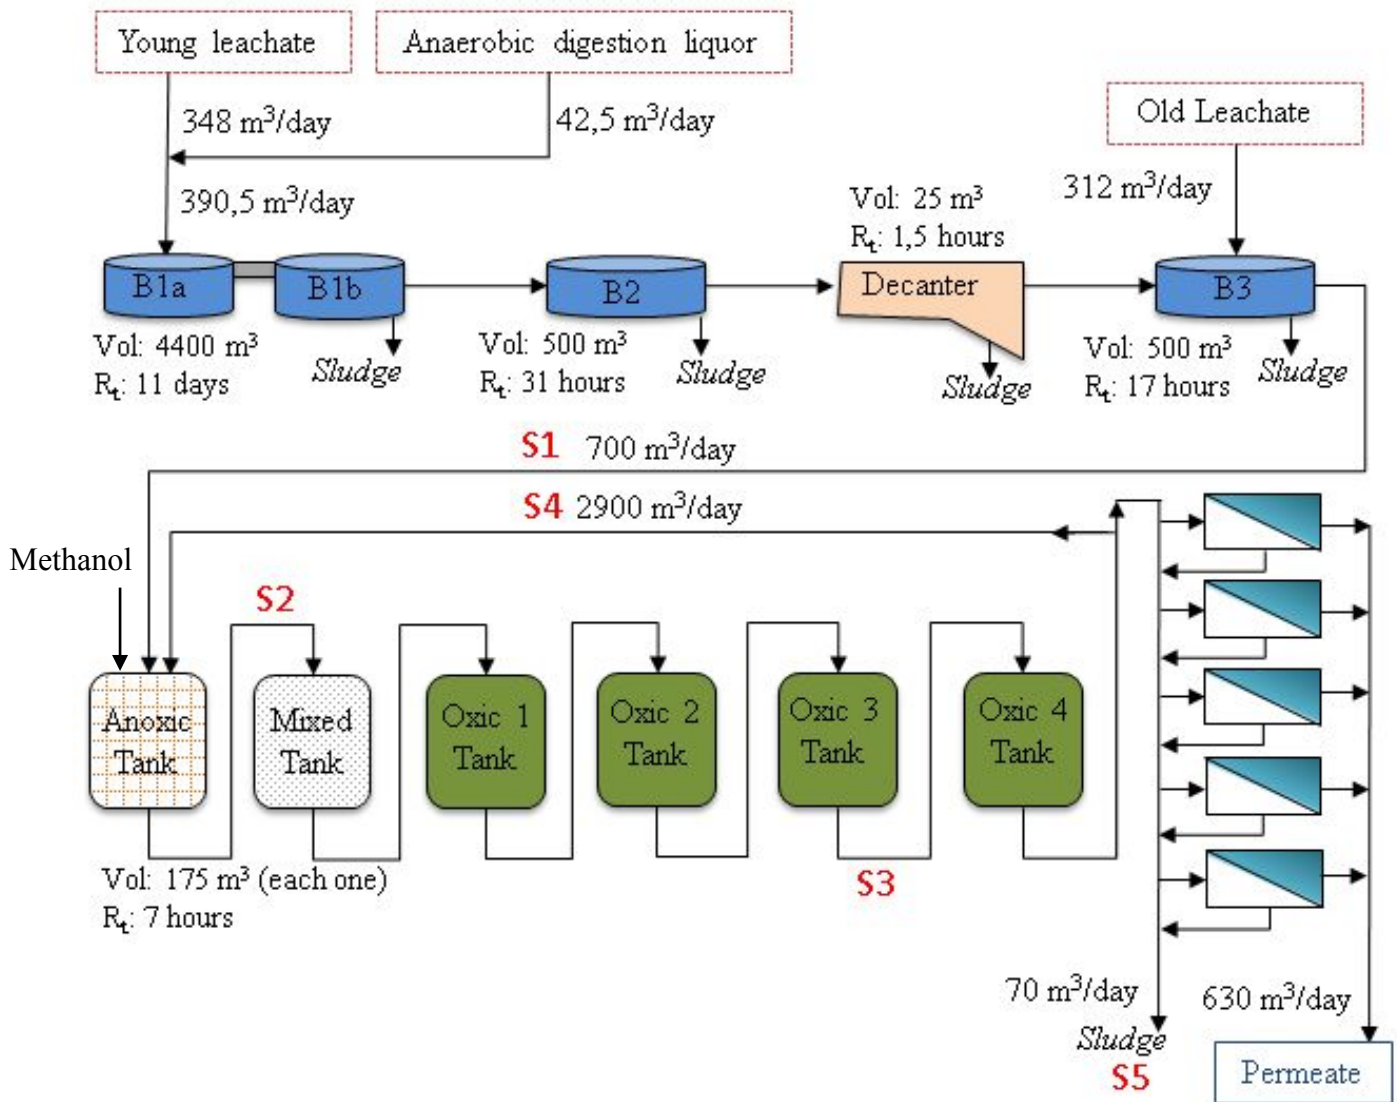 Young leachate
Anaerobic digestion liquor
348 m³/day
42,5 m³/day
Old Leachate
390,5 m³/day
312 m³/day
Vol: 25 m³
Rₜ: 1,5 hours
B1a
B1b
B2
Decanter
B3
Vol: 4400 m³
Rₜ: 11 days
Sludge
Vol: 500 m³
Rₜ: 31 hours
Sludge
Sludge
Vol: 500 m³
Rₜ: 17 hours
Sludge
S1 700 m³/day
S4 2900 m³/day
Methanol
S2
Anoxic
Tank
Mixed
Tank
Oxic 1
Tank
Oxic 2
Tank
Oxic 3
Tank
Oxic 4
Tank
Vol: 175 m³ (each one)
Rₜ: 7 hours
S3
70 m³/day
630 m³/day
Sludge
S5
Permeate